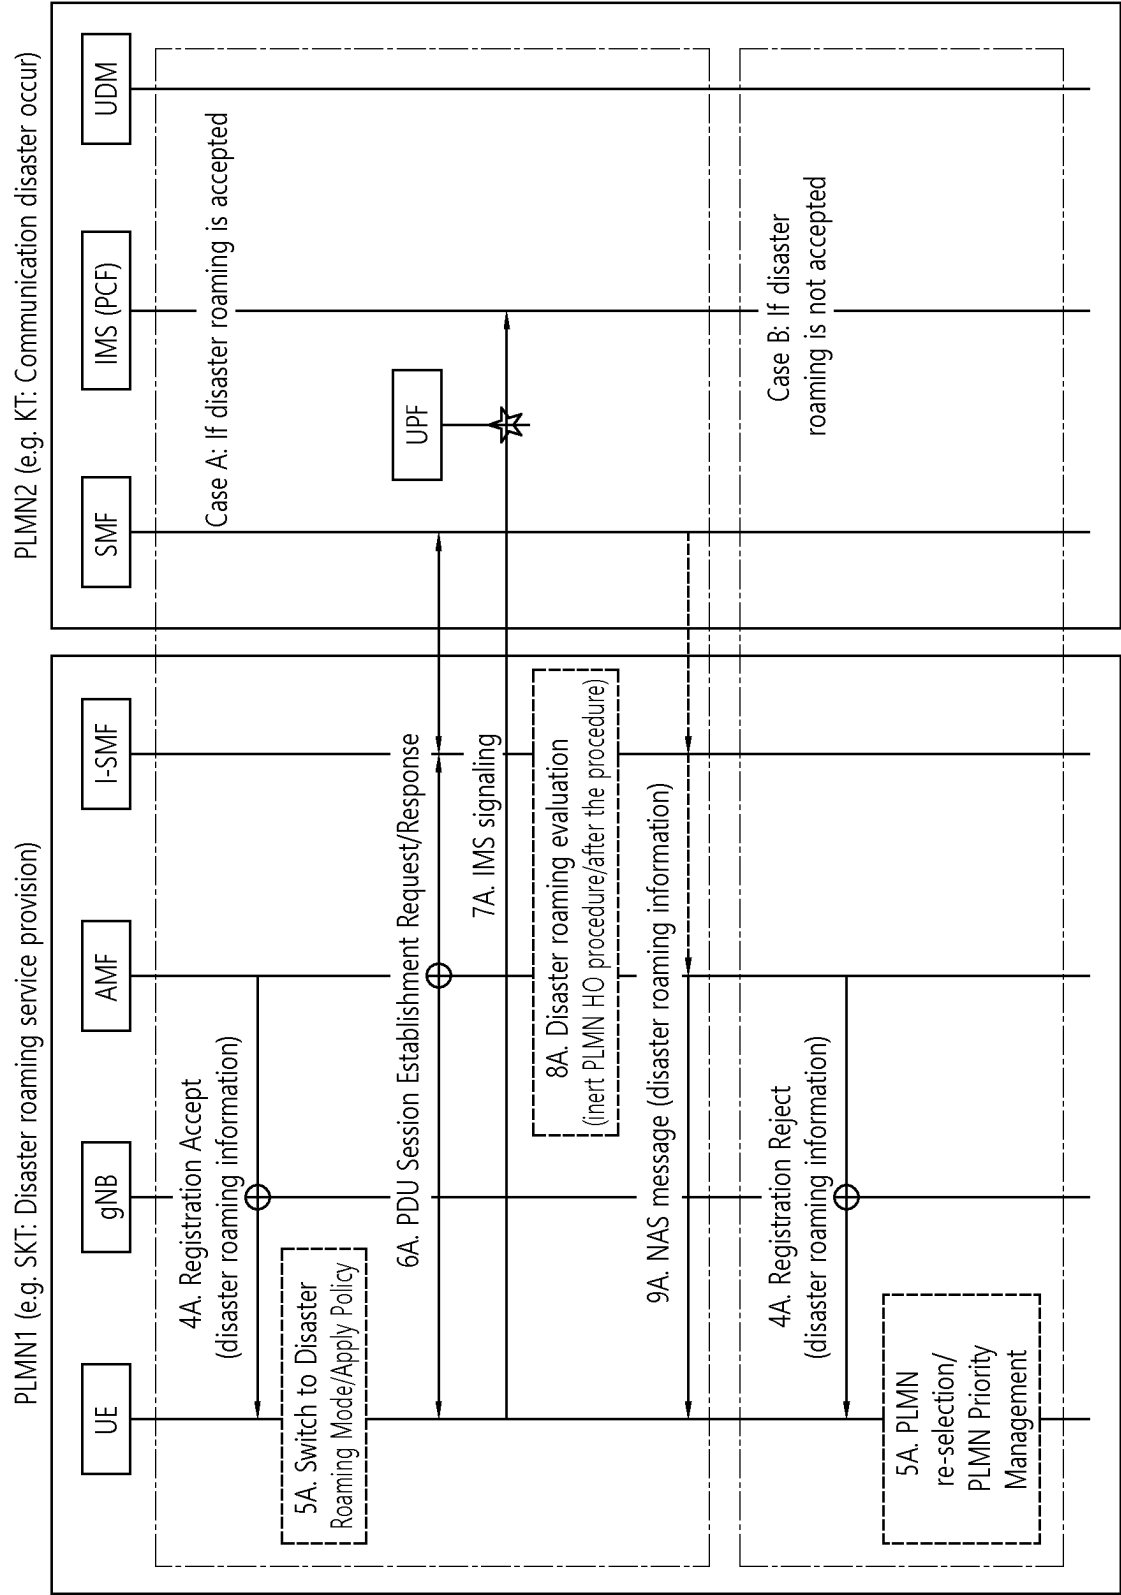 PLMN1 (e.g. SKT: Disaster roaming service provision)
PLMN2 (e.g. KT: Communication disaster occur)
UE
gNB
AMF
I-SMF
SMF
IMS (PCF)
UDM
Case A: If disaster roaming is accepted
4A. Registration Accept
(disaster roaming information)
5A. Switch to Disaster
Roaming Mode/Apply Policy
6A. PDU Session Establishment Request/Response
UPF
7A. IMS signaling
8A. Disaster roaming evaluation
(inert PLMN HO procedure/after the procedure)
9A. NAS message (disaster roaming information)
Case B: If disaster
roaming is not accepted
4A. Registration Reject
(disaster roaming information)
5A. PLMN
re-selection/
PLMN Priority
Management